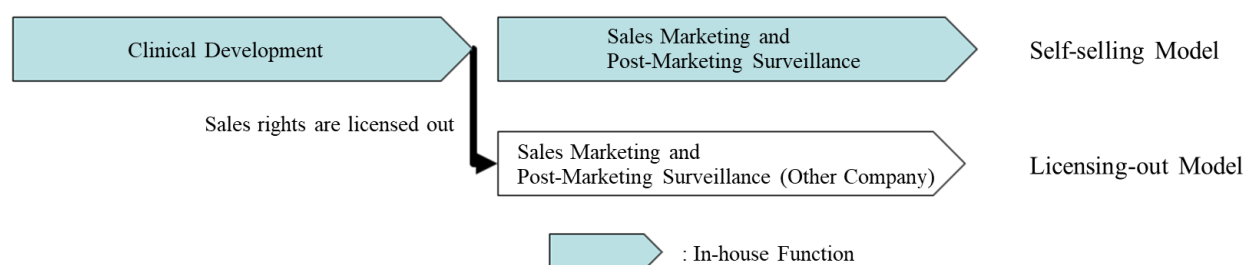 Clinical Development
Sales Marketing and
Post-Marketing Surveillance
Self-selling Model
Sales rights are licensed out
Sales Marketing and
Post-Marketing Surveillance (Other Company)
Licensing-out Model
: In-house Function